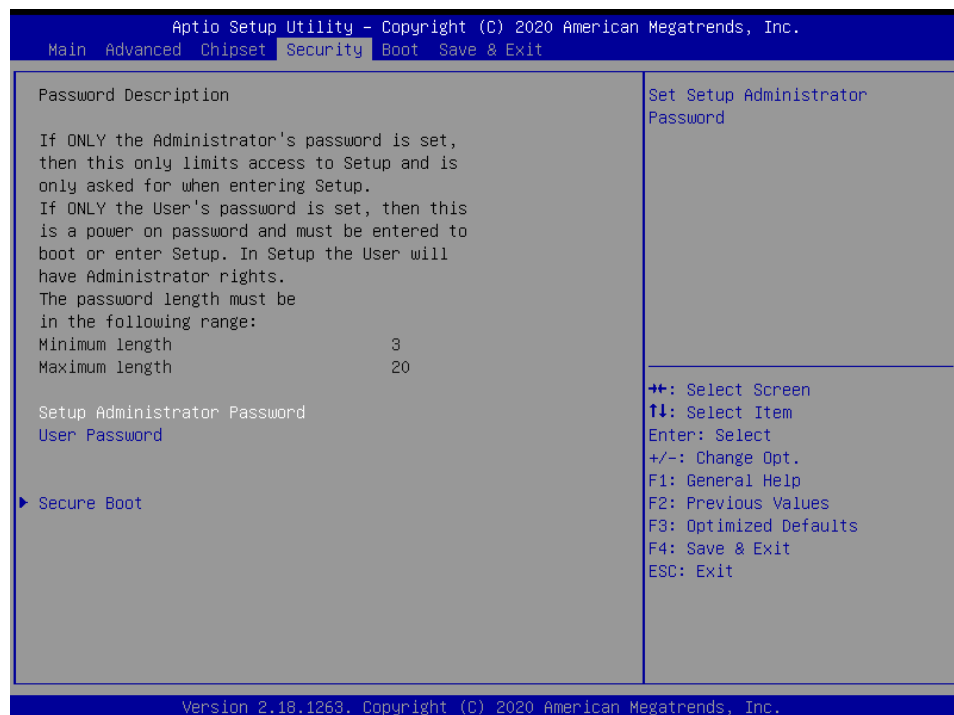 Aptio Setup Utility – Copyright (C) 2020 American Megatrends, Inc.
Main Advanced Chipset Security Boot Save & Exit
Password Description
If ONLY the Administrator's password is set,
then this only limits access to Setup and is
only asked for when entering Setup.
If ONLY the User's password is set, then this
is a power on password and must be entered to
boot or enter Setup. In Setup the User will
have Administrator rights.
The password length must be
in the following range:
Minimum length 3
Maximum length 20
Setup Administrator Password
User Password
Secure Boot
Set Setup Administrator
Password
→←: Select Screen
↑↓: Select Item
Enter: Select
+/-: Change Opt.
F1: General Help
F2: Previous Values
F3: Optimized Defaults
F4: Save & Exit
ESC: Exit
Version 2.18.1263. Copyright (C) 2020 American Megatrends, Inc.